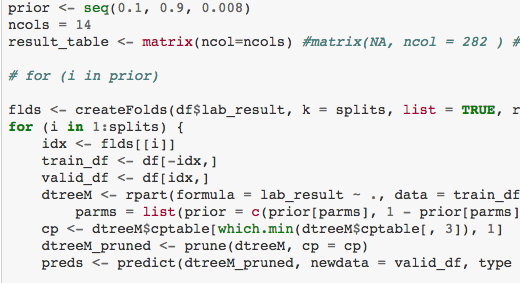 prior <- seq(0.1, 0.9, 0.008)
ncols = 14
result_table <- matrix(ncol=ncols) #matrix(NA, ncol = 282 ) #
# for (i in prior)
flds <- createFolds(df$lab_result, k = splits, list = TRUE, r
for (i in 1:splits) {
idx <- flds[[i]]
train_df <- df[-idx,]
valid_df <- df[idx,]
dtreeM <- rpart(formula = lab_result ~ ., data = train_df
parms = list(prior = c(prior[parms], 1 - prior[parms]
cp <- dtreeM$cptable[which.min(dtreeM$cptable[, 3]), 1]
dtreeM_pruned <- prune(dtreeM, cp = cp)
preds <- predict(dtreeM_pruned, newdata = valid_df, type